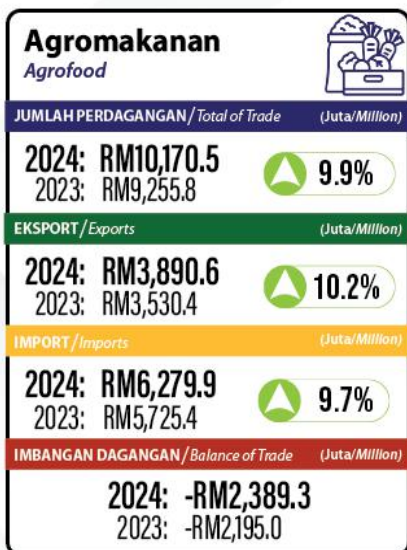 Agromakanan
Agrofood
JUMLAH PERDAGANGAN/Total of Trade (Juta/Million)
2024: RM10,170.5
9.9%
2023: RM9,255.8
EKSPORT/Exports (Juta/Million)
2024: RM3,890.6
10.2%
2023: RM3,530.4
IMPORT/Imports (Juta/Million)
2024: RM6,279.9
9.7%
2023: RM5,725.4
IMBANGAN DAGANGAN/Balance of Trade (Juta/Million)
2024: -RM2,389.3
2023: -RM2,195.0